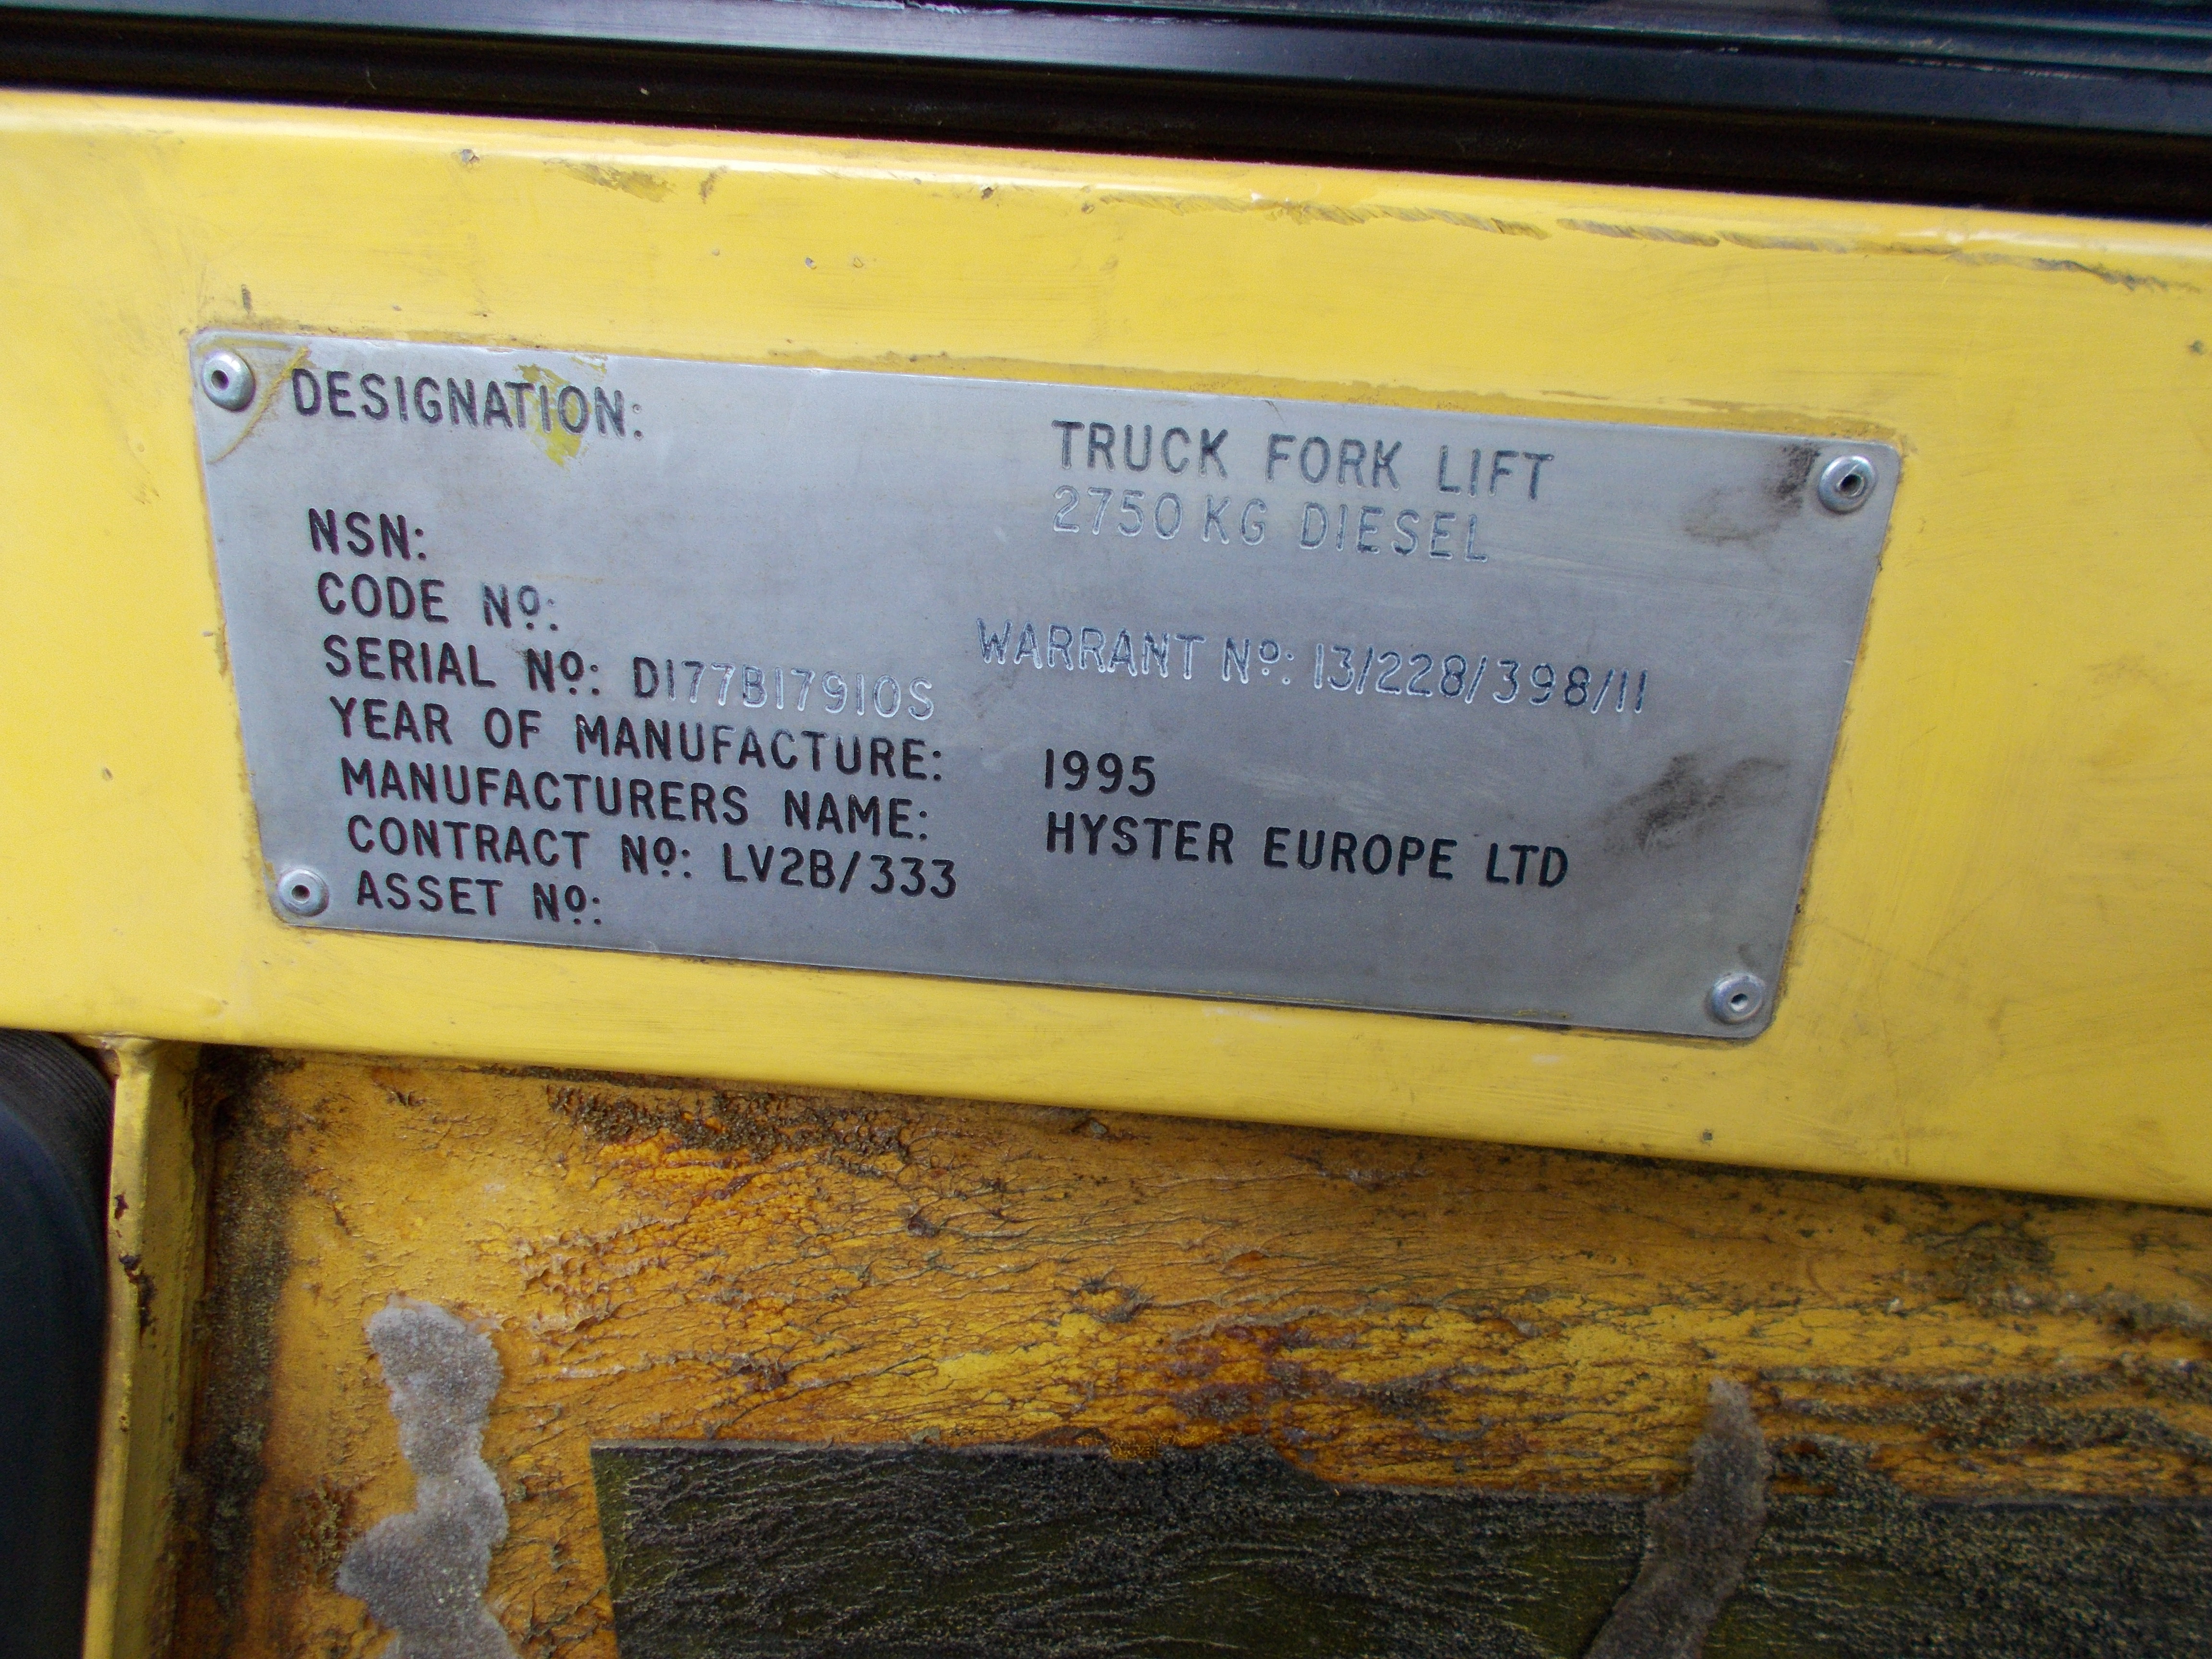 DESIGNATION:
TRUCK FORK LIFT
2750 KG DIESEL
NSN:
CODE Nº:
WARRANT Nº: 13/228/398/11
SERIAL Nº: D177B17910S
YEAR OF MANUFACTURE: 1995
MANUFACTURERS NAME: HYSTER EUROPE LTD
CONTRACT Nº: LV2B/333
ASSET Nº: